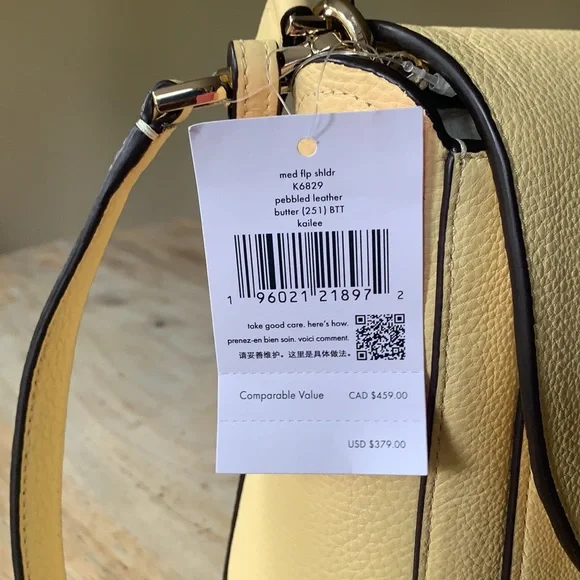 med flp shldr
K6829
pebbled leather
butter (251) BTT
kailee
1 96021 21897 2
take good care. here's how.
prenez-en bien soin. voici comment.
请妥善维护。这里是具体做法。
Comparable Value CAD $459.00
USD $379.00